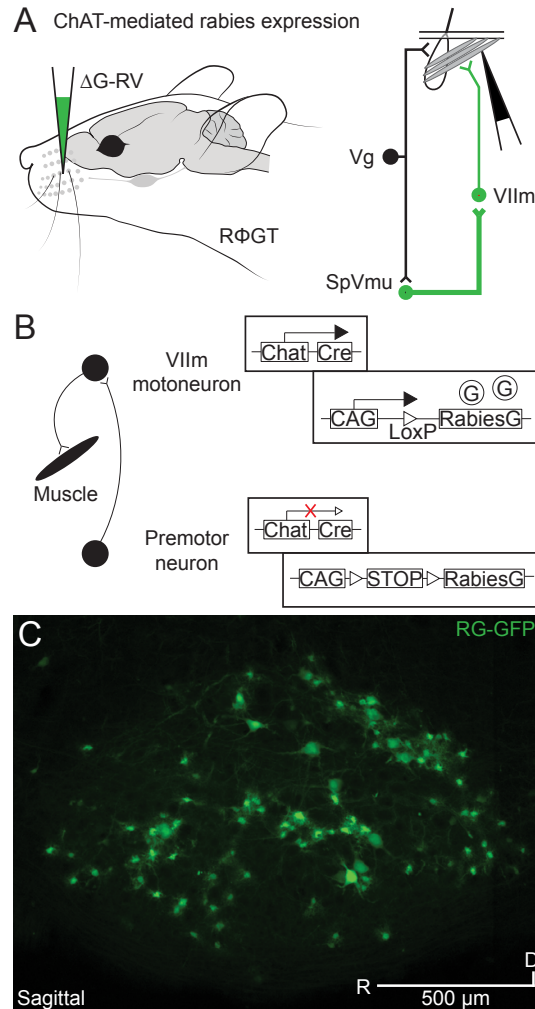 A ChAT-mediated rabies expression
ΔG-RV
RΦGT
Vg
VIIm
SpVmu
B
VIIm
motoneuron
Muscle
Premotor
neuron
Chat Cre
G G
CAG RabiesG
LoxP
Chat Cre
CAG STOP RabiesG
C
RG-GFP
Sagittal
D
R
500 µm